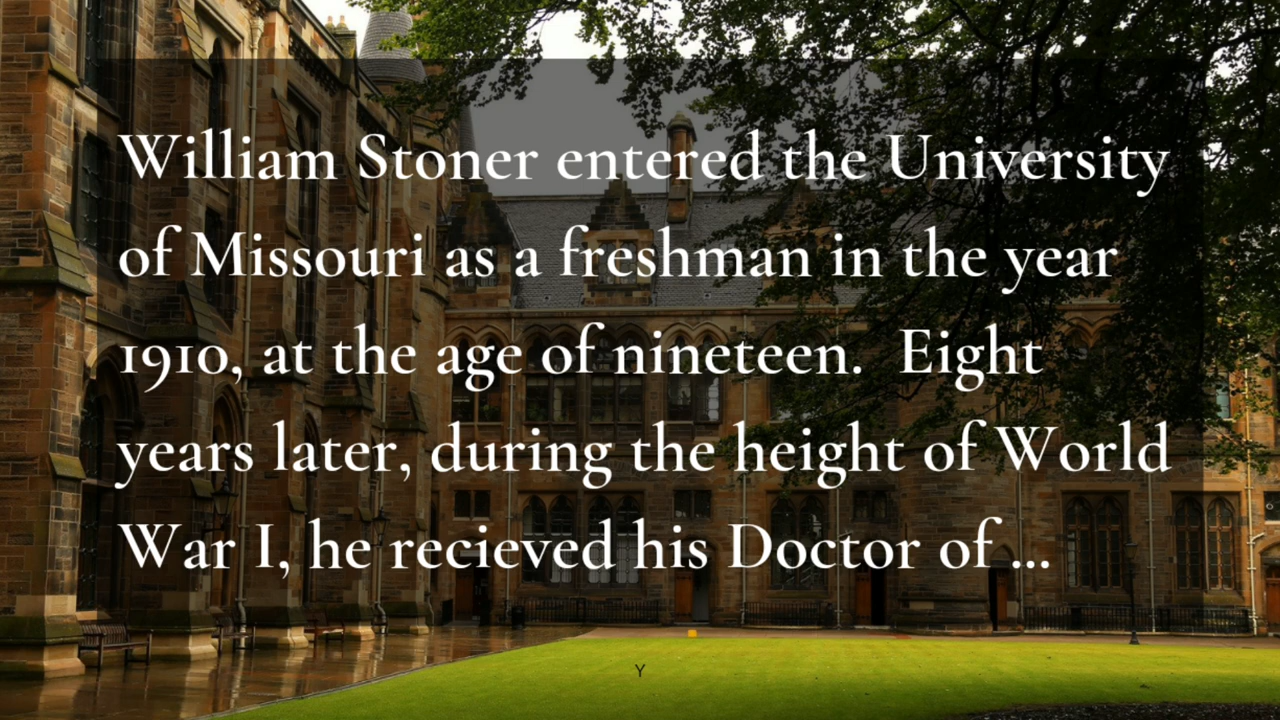 William Stoner entered the University
of Missouri as a freshman in the year
1910, at the age of nineteen.  Eight
years later, during the height of World
War I, he recieved his Doctor of ...
Y